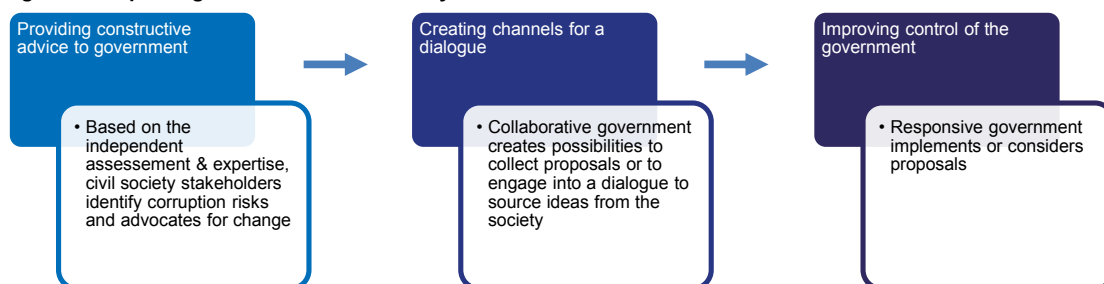 Providing constructive
advice to government
• Based on the
independent
assessement & expertise,
civil society stakeholders
identify corruption risks
and advocates for change
Creating channels for a
dialogue
• Collaborative government
creates possibilities to
collect proposals or to
engage into a dialogue to
source ideas from the
society
Improving control of the
government
• Responsive government
implements or considers
proposals